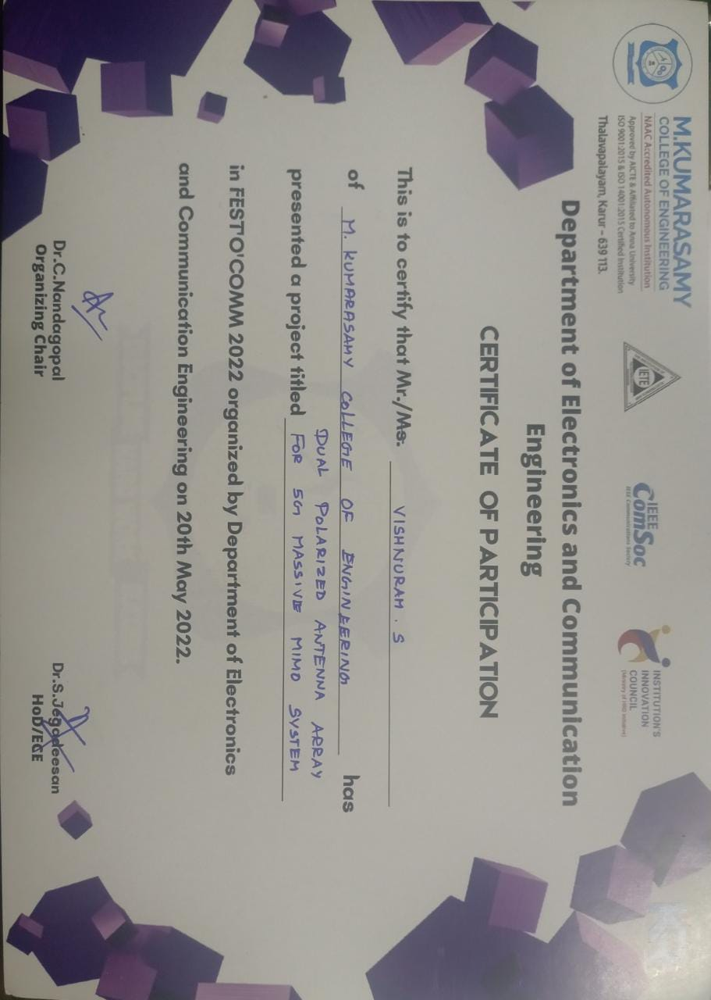 M.KUMARASAMY
COLLEGE OF ENGINEERING
NAAC Accredited Autonomous Institution
Approved by AICTE & Affiliated to Anna University
ISO 9001:2015 & ISO 14001:2015 Certified Institution
Thalavapalayam, Karur – 639 113.
IETE
IEEE
ComSoc
IEEE Communications Society
INSTITUTION'S
INNOVATION
COUNCIL
(Ministry of HRD Initiative)
Department of Electronics and Communication
Engineering
CERTIFICATE OF PARTICIPATION
This is to certify that Mr./Ms. VISHNURAM . S
of M. KUMARASAMY COLLEGE OF ENGINEERING has
DUAL POLARIZED ANTENNA ARRAY
presented a project titled FOR 5G MASSIVE MIMO SYSTEM
in FESTO'COMM 2022 organized by Department of Electronics
and Communication Engineering on 20th May 2022.
Dr.C.Nandagopal
Organizing Chair
Dr.S.Jegadeesan
HoD/ECE